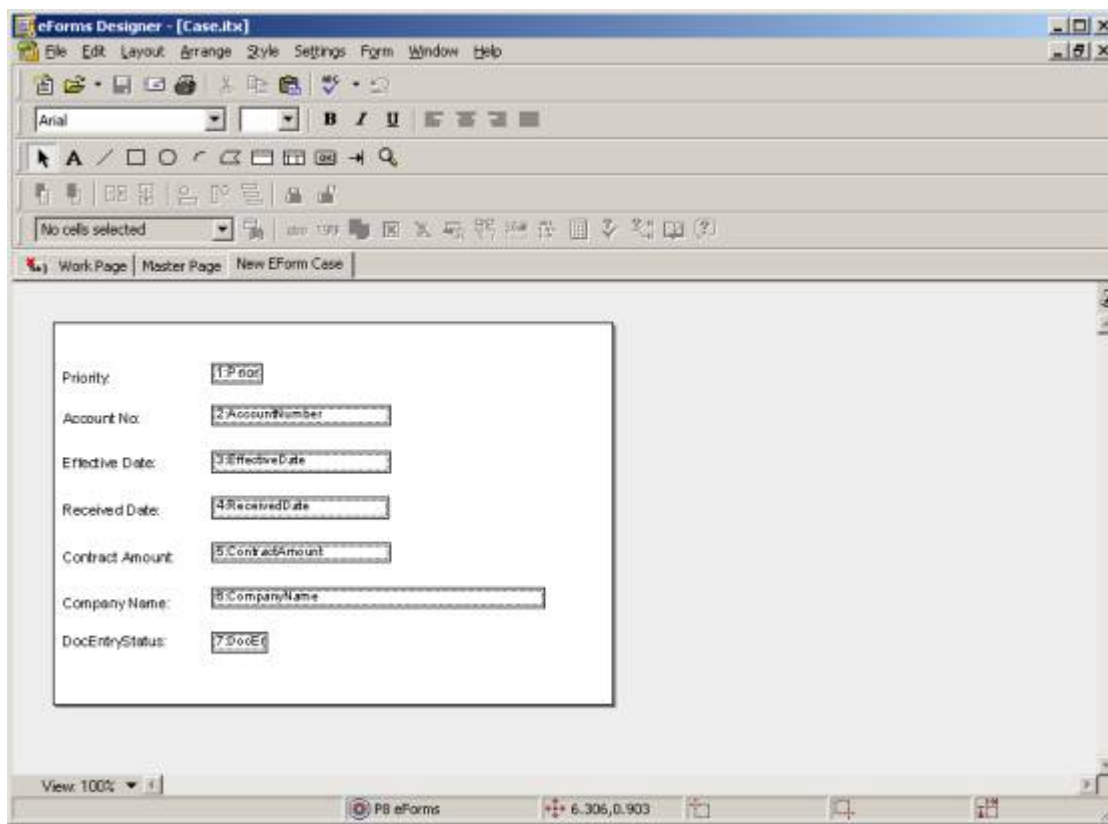 eForms Designer - [Case.itx]
File Edit Layout Arrange Style Settings Form Window Help
Arial B I U
A OK
No cells selected
Work Page Master Page New EForm Case
Priority: 1:Prior
Account No: 2:AccountNumber
Effective Date: 3:EffectiveDate
Received Date: 4:ReceivedDate
Contract Amount: 5:ContractAmount
Company Name: 6:CompanyName
DocEntryStatus: 7:DocEr
View: 100%
P8 eForms 6.306,0.903